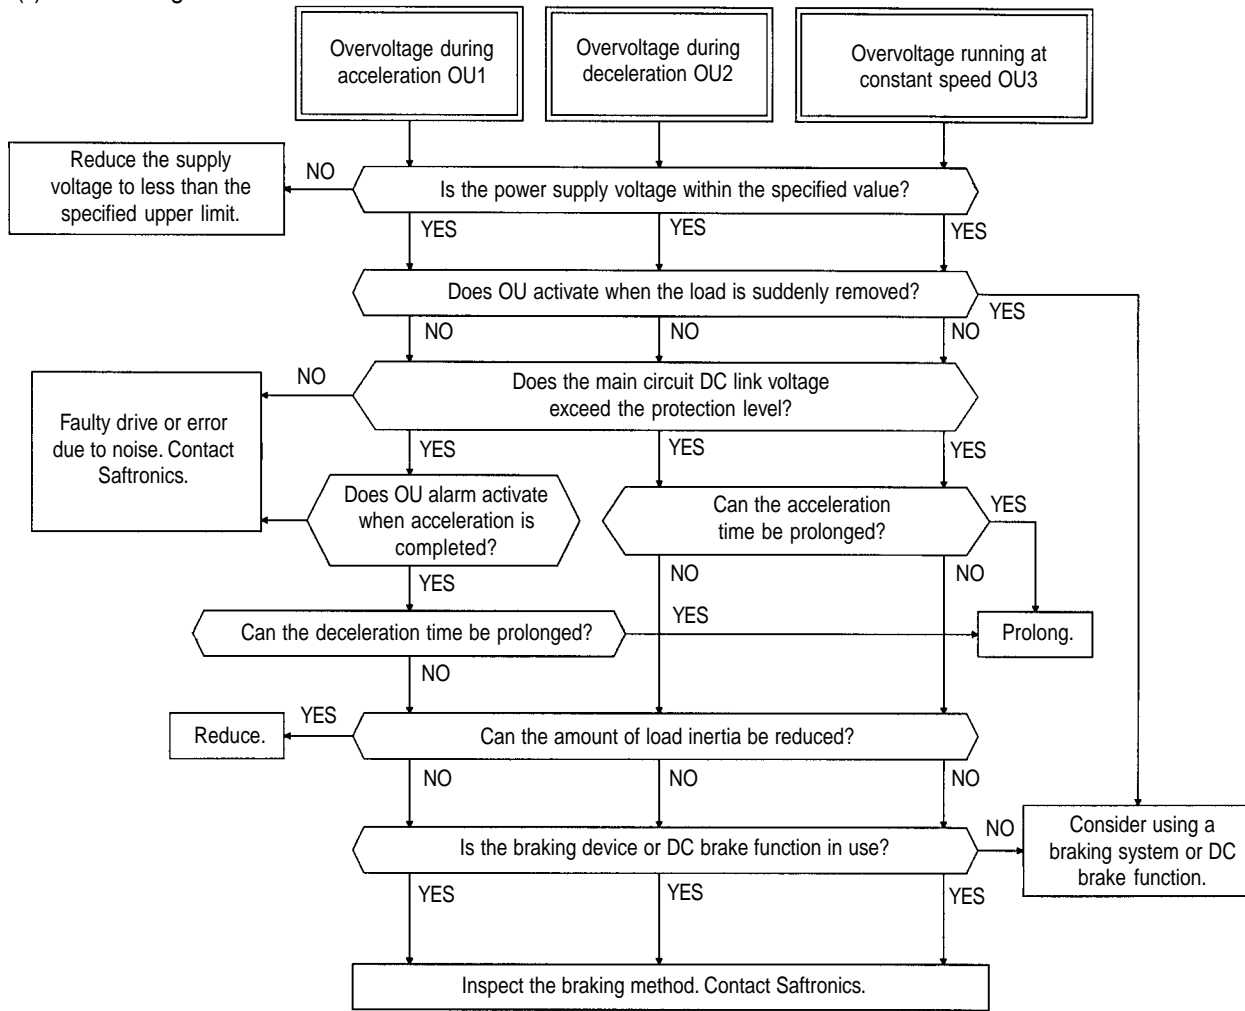 Overvoltage during
acceleration OU1
Overvoltage during
deceleration OU2
Overvoltage running at
constant speed OU3
Reduce the supply
voltage to less than the
specified upper limit.
NO
Is the power supply voltage within the specified value?
YES
YES
YES
Does OU activate when the load is suddenly removed?
YES
NO
NO
NO
NO
Does the main circuit DC link voltage
exceed the protection level?
Faulty drive or error
due to noise. Contact
Saftronics.
YES
YES
YES
Does OU alarm activate
when acceleration is
completed?
Can the acceleration
time be prolonged?
YES
YES
NO
NO
Can the deceleration time be prolonged?
YES
Prolong.
NO
Reduce.
YES
Can the amount of load inertia be reduced?
NO
NO
NO
Is the braking device or DC brake function in use?
NO
Consider using a
braking system or DC
brake function.
YES
YES
YES
Inspect the braking method. Contact Saftronics.